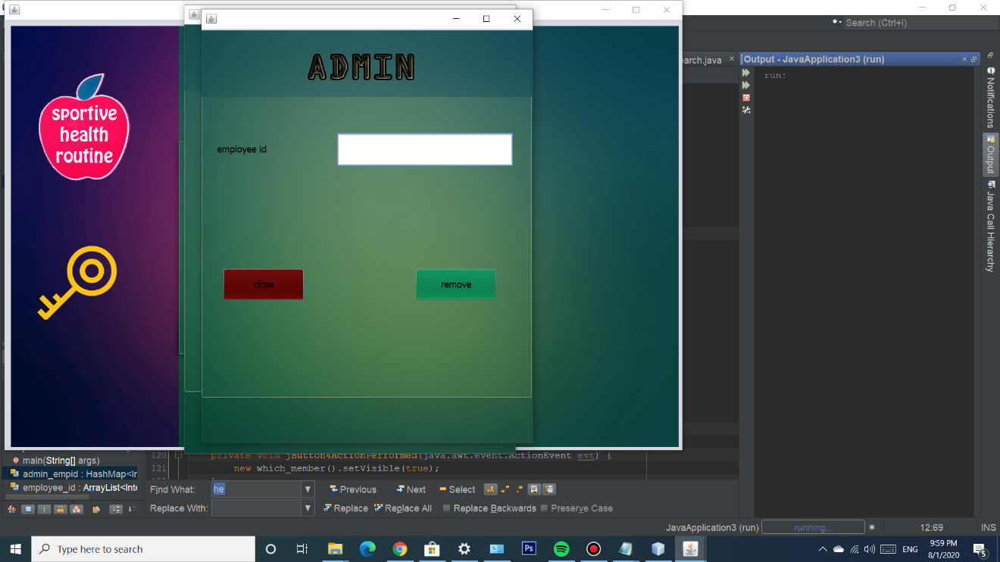 Search (Ctrl+I)
earch.java
Output - JavaApplication3 (run)
run:
Notifications
Output
Java Call Hierarchy
ADMIN
sportive
health
routine
employee id
close
remove
main(String[] args)
admin_empid : HashMap<In
employee_id : ArrayList<Inte
120 private void jButton4ActionPerformed(java.awt.event.ActionEvent evt) {
121 new which_member().setVisible(true);
Find What: he Previous Next Select
Replace With: Replace Replace All Replace Backwards Preserve Case
JavaApplication3 (run) running... 12:69 INS
Type here to search
Ps
ENG
9:59 PM
8/1/2020
5